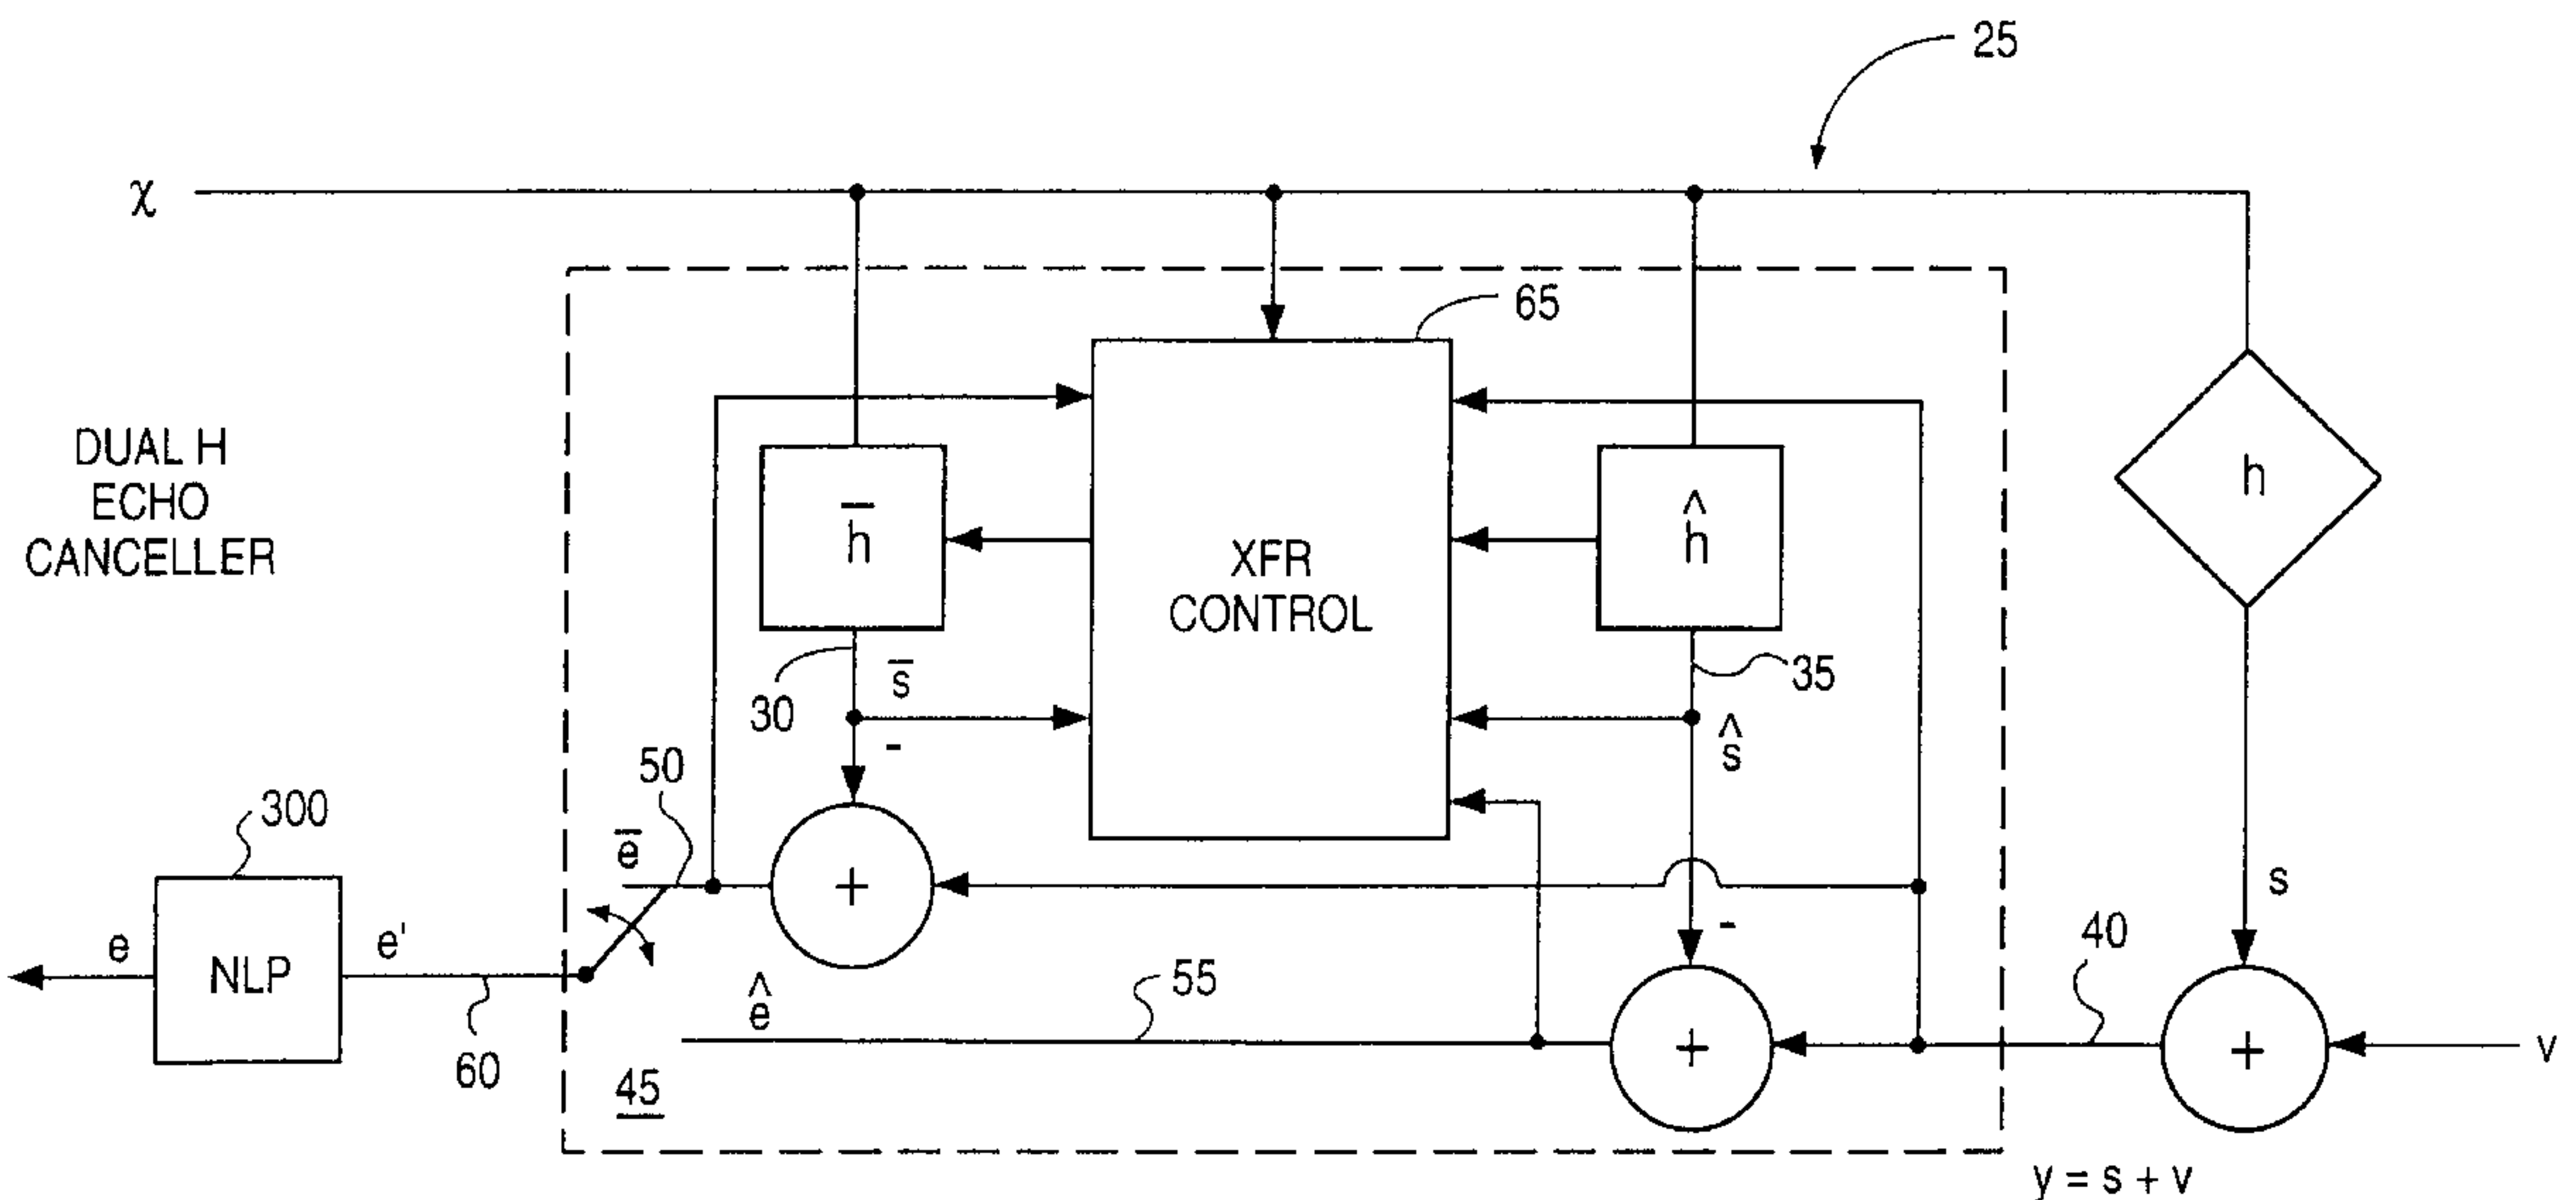 25
χ
65
DUAL H
ECHO
CANCELLER
h̄
XFR
CONTROL
ĥ
h
30
s̄
-
35
ŝ
50
300
ē
+
-
s
40
e
NLP
e'
60
ê
55
+
+
v
45
y = s + v